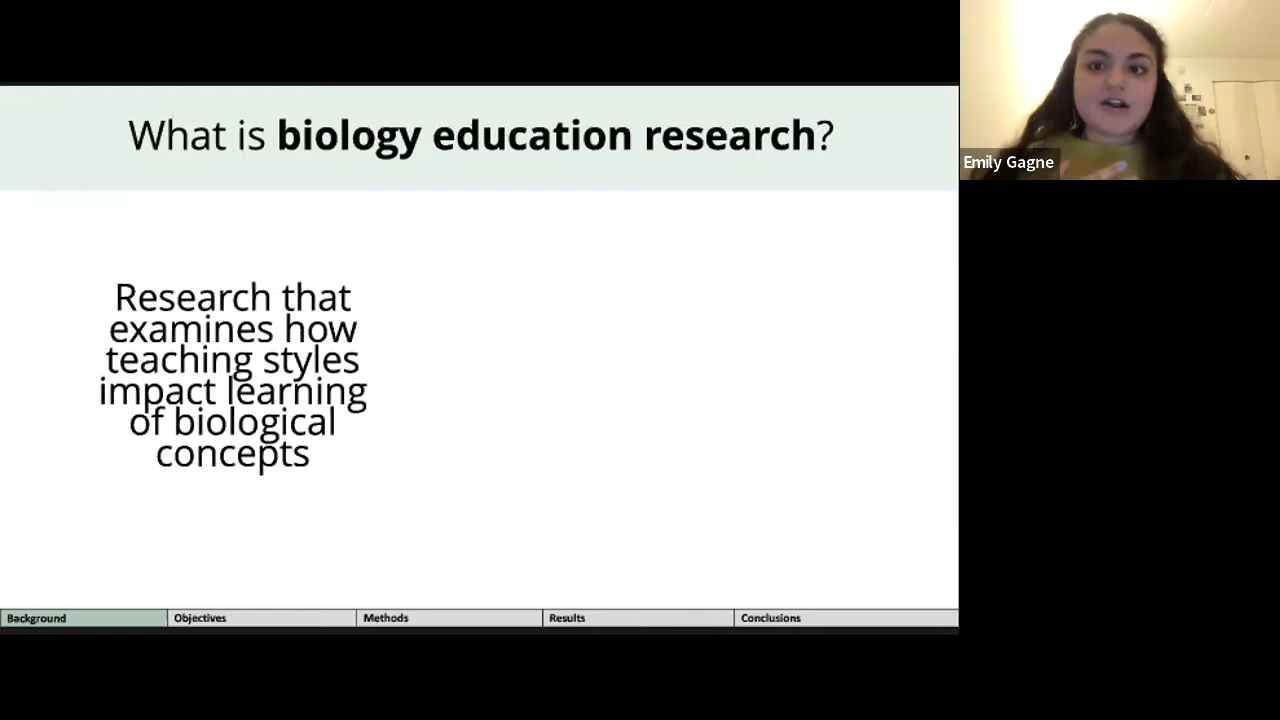 What is biology education research?
Emily Gagne
Research that
examines how
teaching styles
impact learning
of biological
concepts
Background
Objectives
Methods
Results
Conclusions